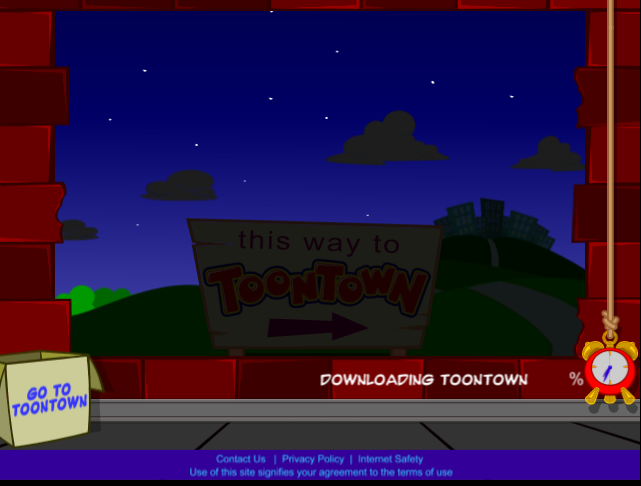 this way to
TOONTOWN
DOWNLOADING TOONTOWN %
GO TO
TOONTOWN
Contact Us | Privacy Policy | Internet Safety
Use of this site signifies your agreement to the terms of use